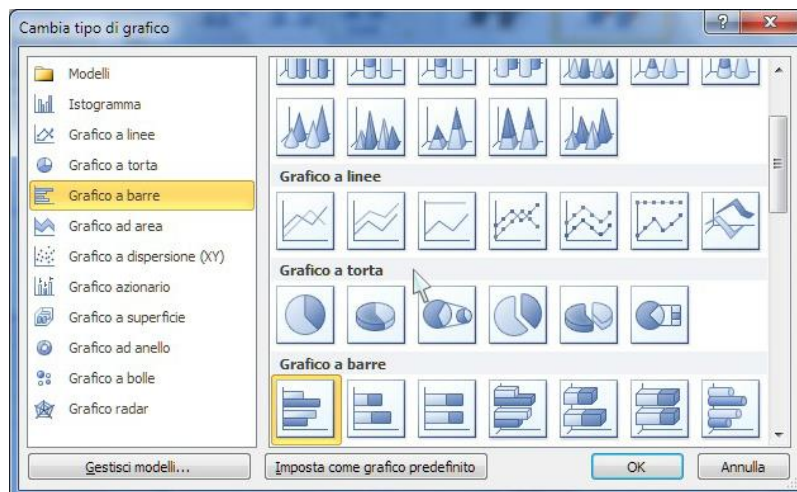 Cambia tipo di grafico
Modelli
Istogramma
Grafico a linee
Grafico a torta
Grafico a barre
Grafico ad area
Grafico a dispersione (XY)
Grafico azionario
Grafico a superficie
Grafico ad anello
Grafico a bolle
Grafico radar
Grafico a linee
Grafico a torta
Grafico a barre
Gestisci modelli...
Imposta come grafico predefinito
OK
Annulla